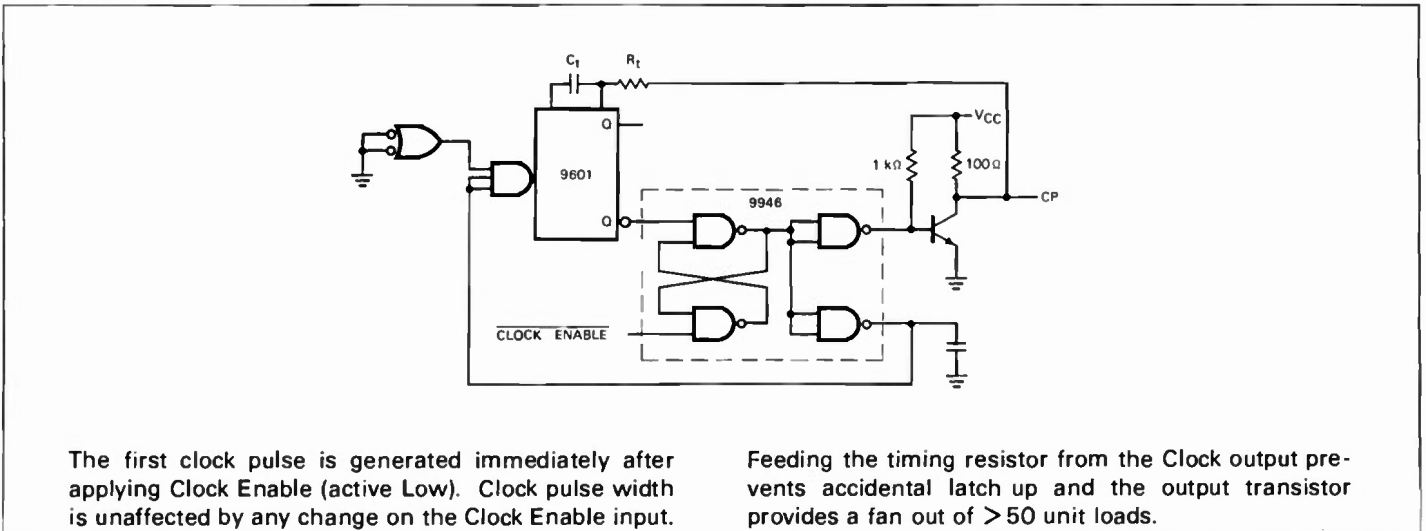 C₁ Rₜ
Q
VCC
1 kΩ 100Ω
9601
CP
9946
Q
CLOCK ENABLE
The first clock pulse is generated immediately after
applying Clock Enable (active Low). Clock pulse width
is unaffected by any change on the Clock Enable input.
Feeding the timing resistor from the Clock output pre-
vents accidental latch up and the output transistor
provides a fan out of >50 unit loads.